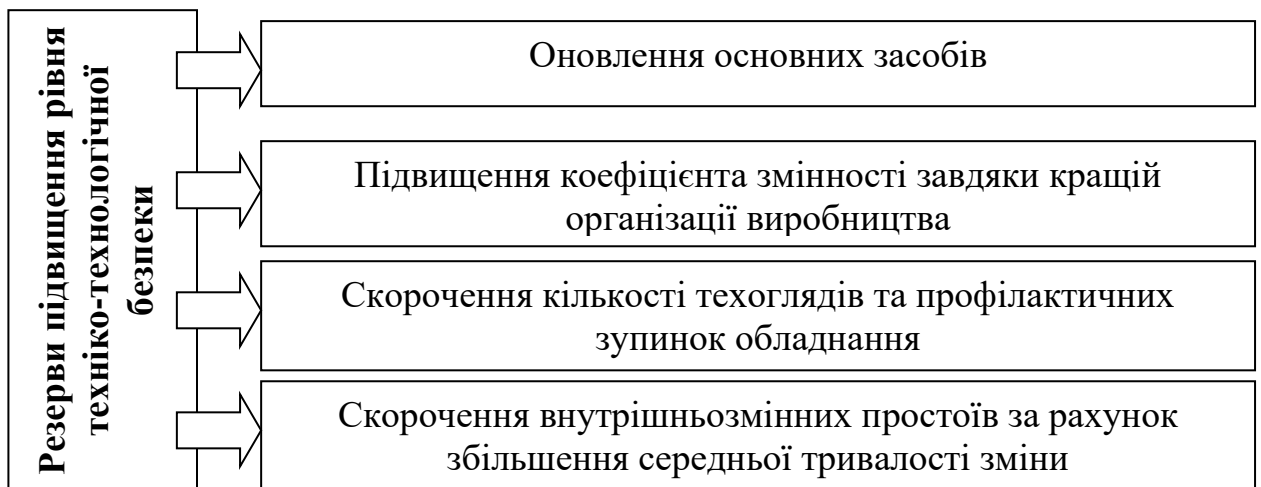 Резерви підвищення рівня
техніко-технологічної
безпеки
Оновлення основних засобів
Підвищення коефіцієнта змінності завдяки кращій
організації виробництва
Скорочення кількості техоглядів та профілактичних
зупинок обладнання
Скорочення внутрішньозмінних простоїв за рахунок
збільшення середньої тривалості зміни